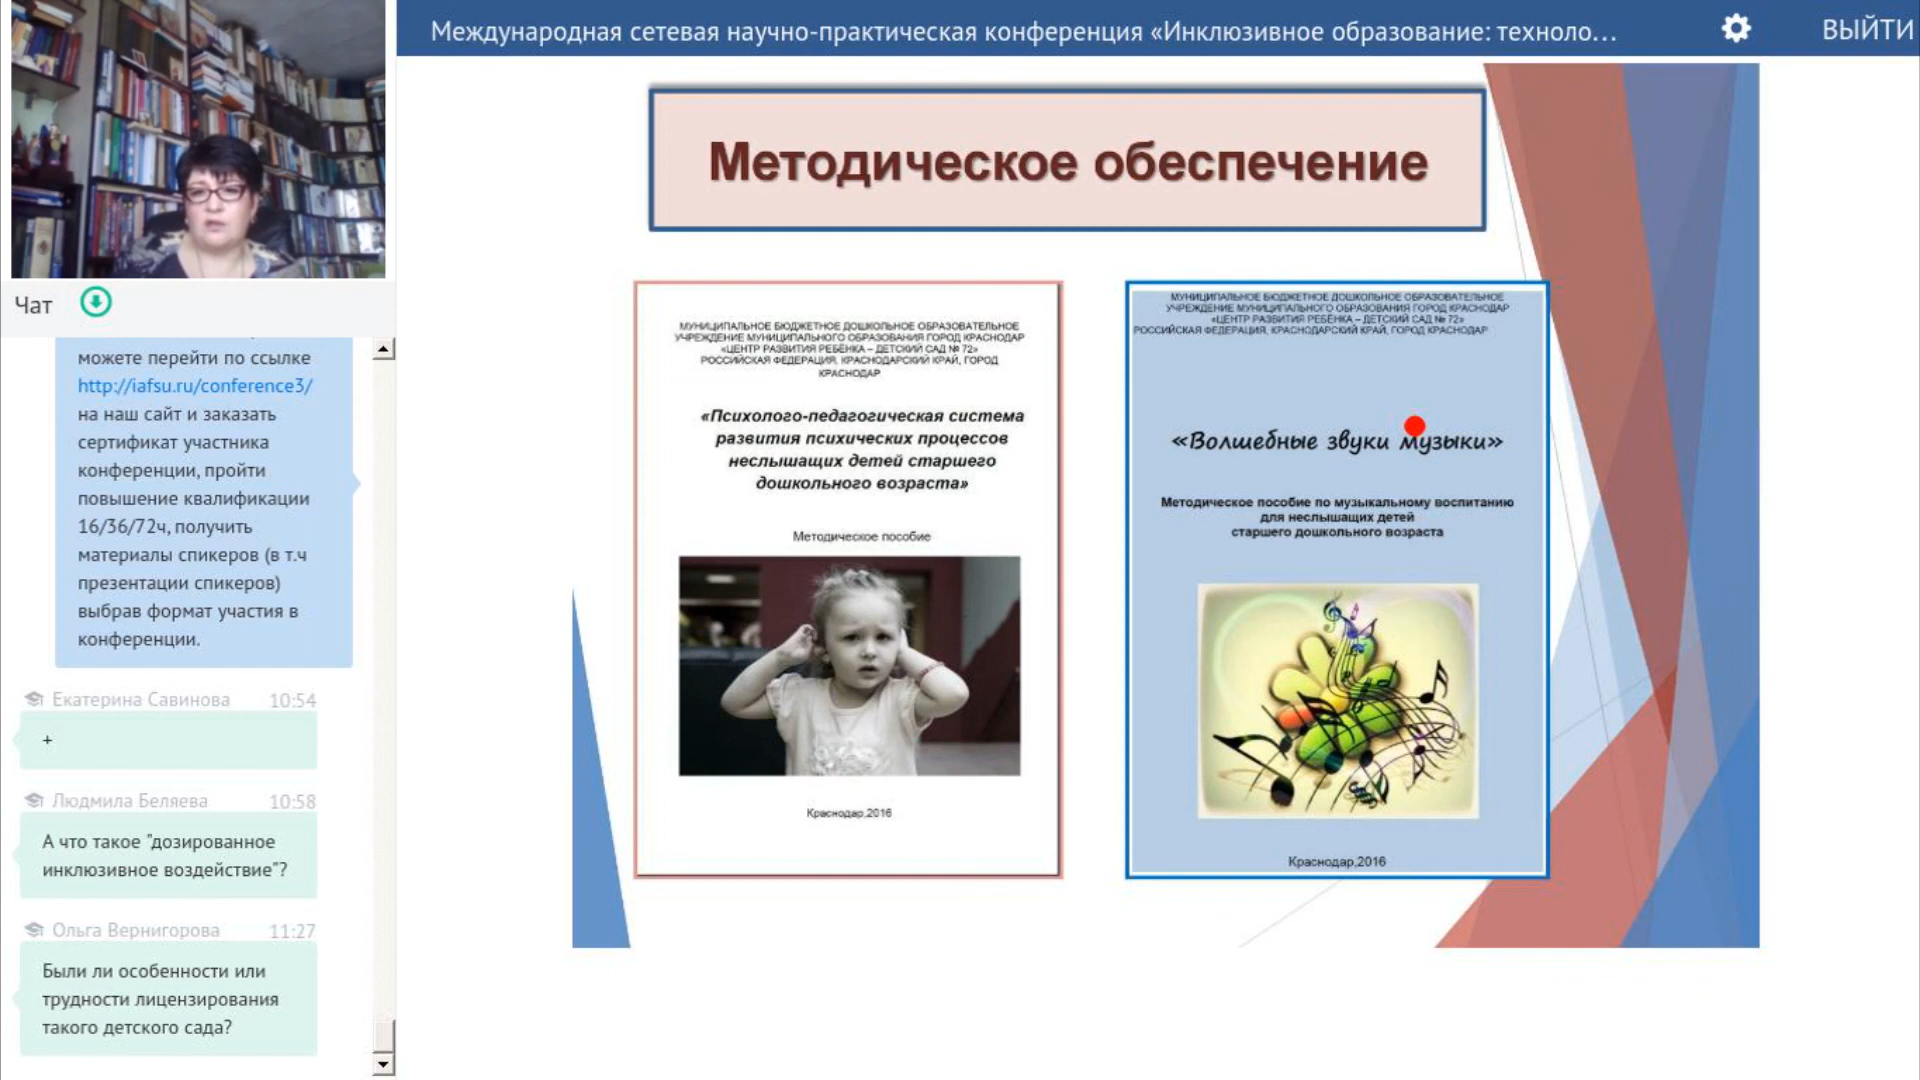 Международная сетевая научно-практическая конференция «Инклюзивное образование: техноло...
ВЫЙТИ
Чат
можете перейти по ссылке
http://iafsu.ru/conference3/
на наш сайт и заказать
сертификат участника
конференции, пройти
повышение квалификации
16/36/72ч, получить
материалы спикеров (в т.ч
презентации спикеров)
выбрав формат участия в
конференции.
Екатерина Савинова 10:54
+
Людмила Беляева 10:58
А что такое "дозированное
инклюзивное воздействие"?
Ольга Вернигорова 11:27
Были ли особенности или
трудности лицензирования
такого детского сада?
Методическое обеспечение
МУНИЦИПАЛЬНОЕ БЮДЖЕТНОЕ ДОШКОЛЬНОЕ ОБРАЗОВАТЕЛЬНОЕ
УЧРЕЖДЕНИЕ МУНИЦИПАЛЬНОГО ОБРАЗОВАНИЯ ГОРОД КРАСНОДАР
«ЦЕНТР РАЗВИТИЯ РЕБЁНКА – ДЕТСКИЙ САД № 72»
РОССИЙСКАЯ ФЕДЕРАЦИЯ, КРАСНОДАРСКИЙ КРАЙ, ГОРОД
КРАСНОДАР
«Психолого-педагогическая система
развития психических процессов
неслышащих детей старшего
дошкольного возраста»
Методическое пособие
Краснодар,2016
МУНИЦИПАЛЬНОЕ БЮДЖЕТНОЕ ДОШКОЛЬНОЕ ОБРАЗОВАТЕЛЬНОЕ
УЧРЕЖДЕНИЕ МУНИЦИПАЛЬНОГО ОБРАЗОВАНИЯ ГОРОД КРАСНОДАР
«ЦЕНТР РАЗВИТИЯ РЕБЁНКА – ДЕТСКИЙ САД № 72»
РОССИЙСКАЯ ФЕДЕРАЦИЯ, КРАСНОДАРСКИЙ КРАЙ, ГОРОД КРАСНОДАР
«Волшебные звуки музыки»
Методическое пособие по музыкальному воспитанию
для неслышащих детей
старшего дошкольного возраста
Краснодар,2016